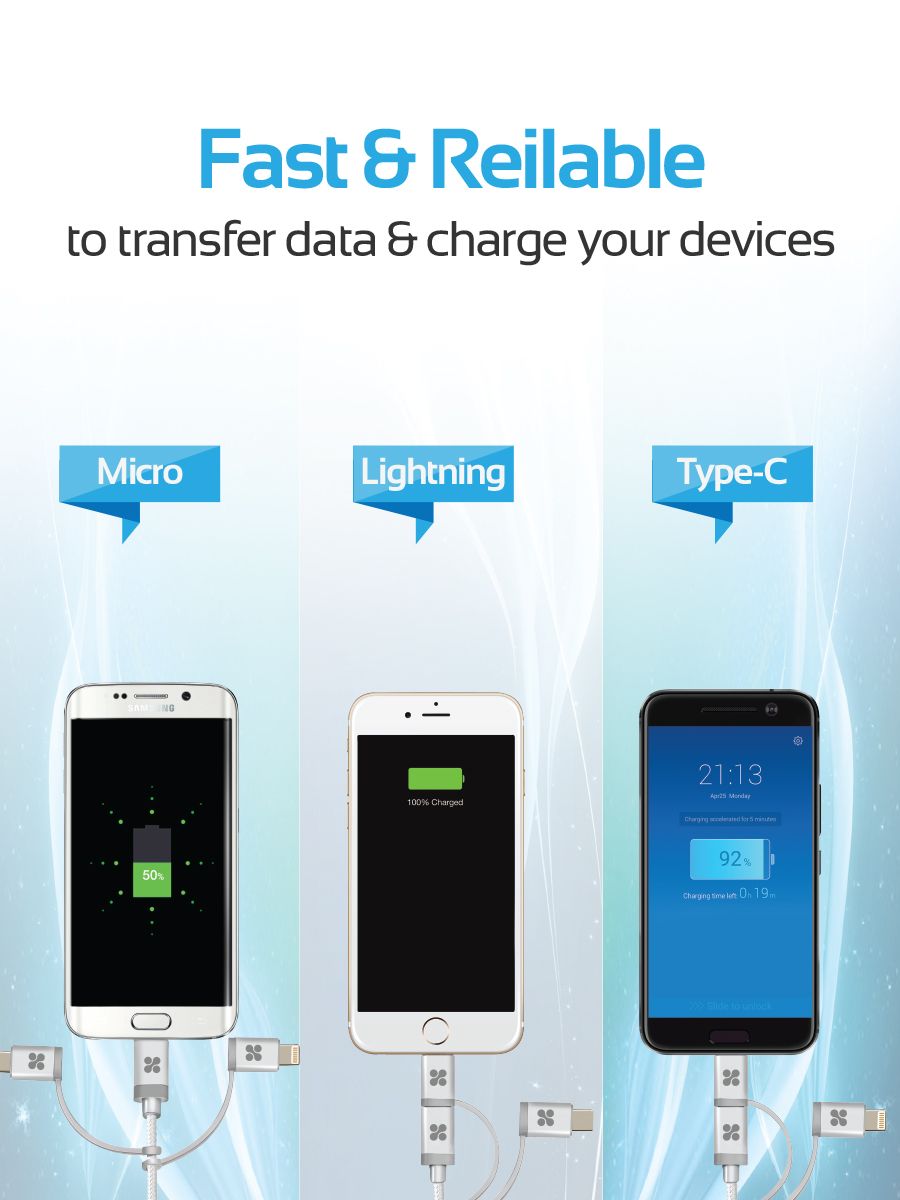 Fast & Reilable
to transfer data & charge your devices
Micro
Lightning
Type-C
SAMSUNG
50%
100% Charged
21:13
Apr25 Monday
Charging accelerated for 5 minutes
92%
Charging time left: 0h 19m
>>> Slide to unlock